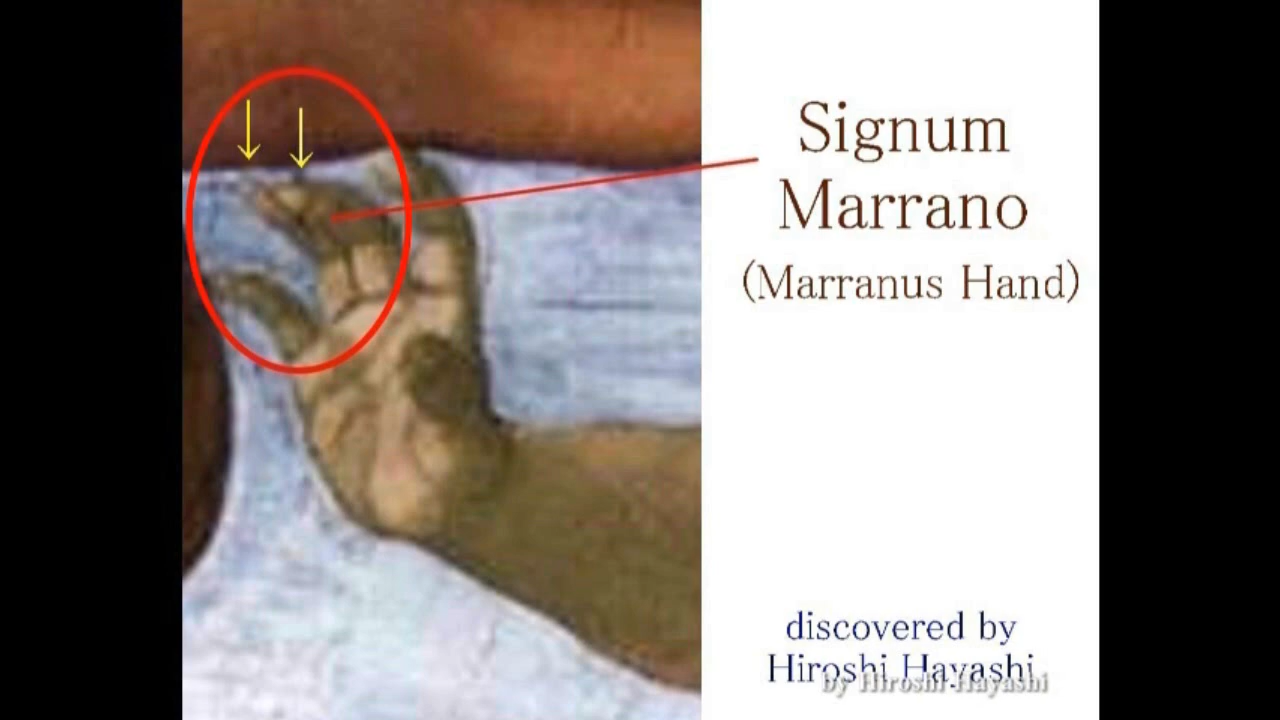 Signum
Marrano
(Marranus Hand)
discovered by
Hiroshi Hayashi
by Hiroshi Hayashi